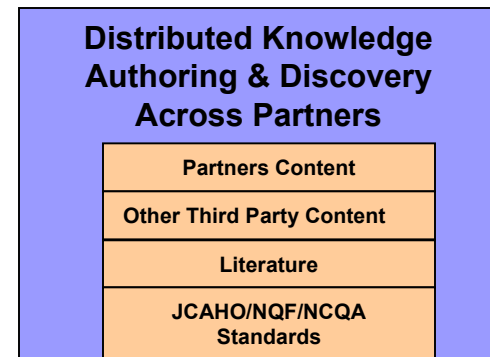 Distributed Knowledge
Authoring & Discovery
Across Partners
Partners Content
Other Third Party Content
Literature
JCAHO/NQF/NCQA
Standards